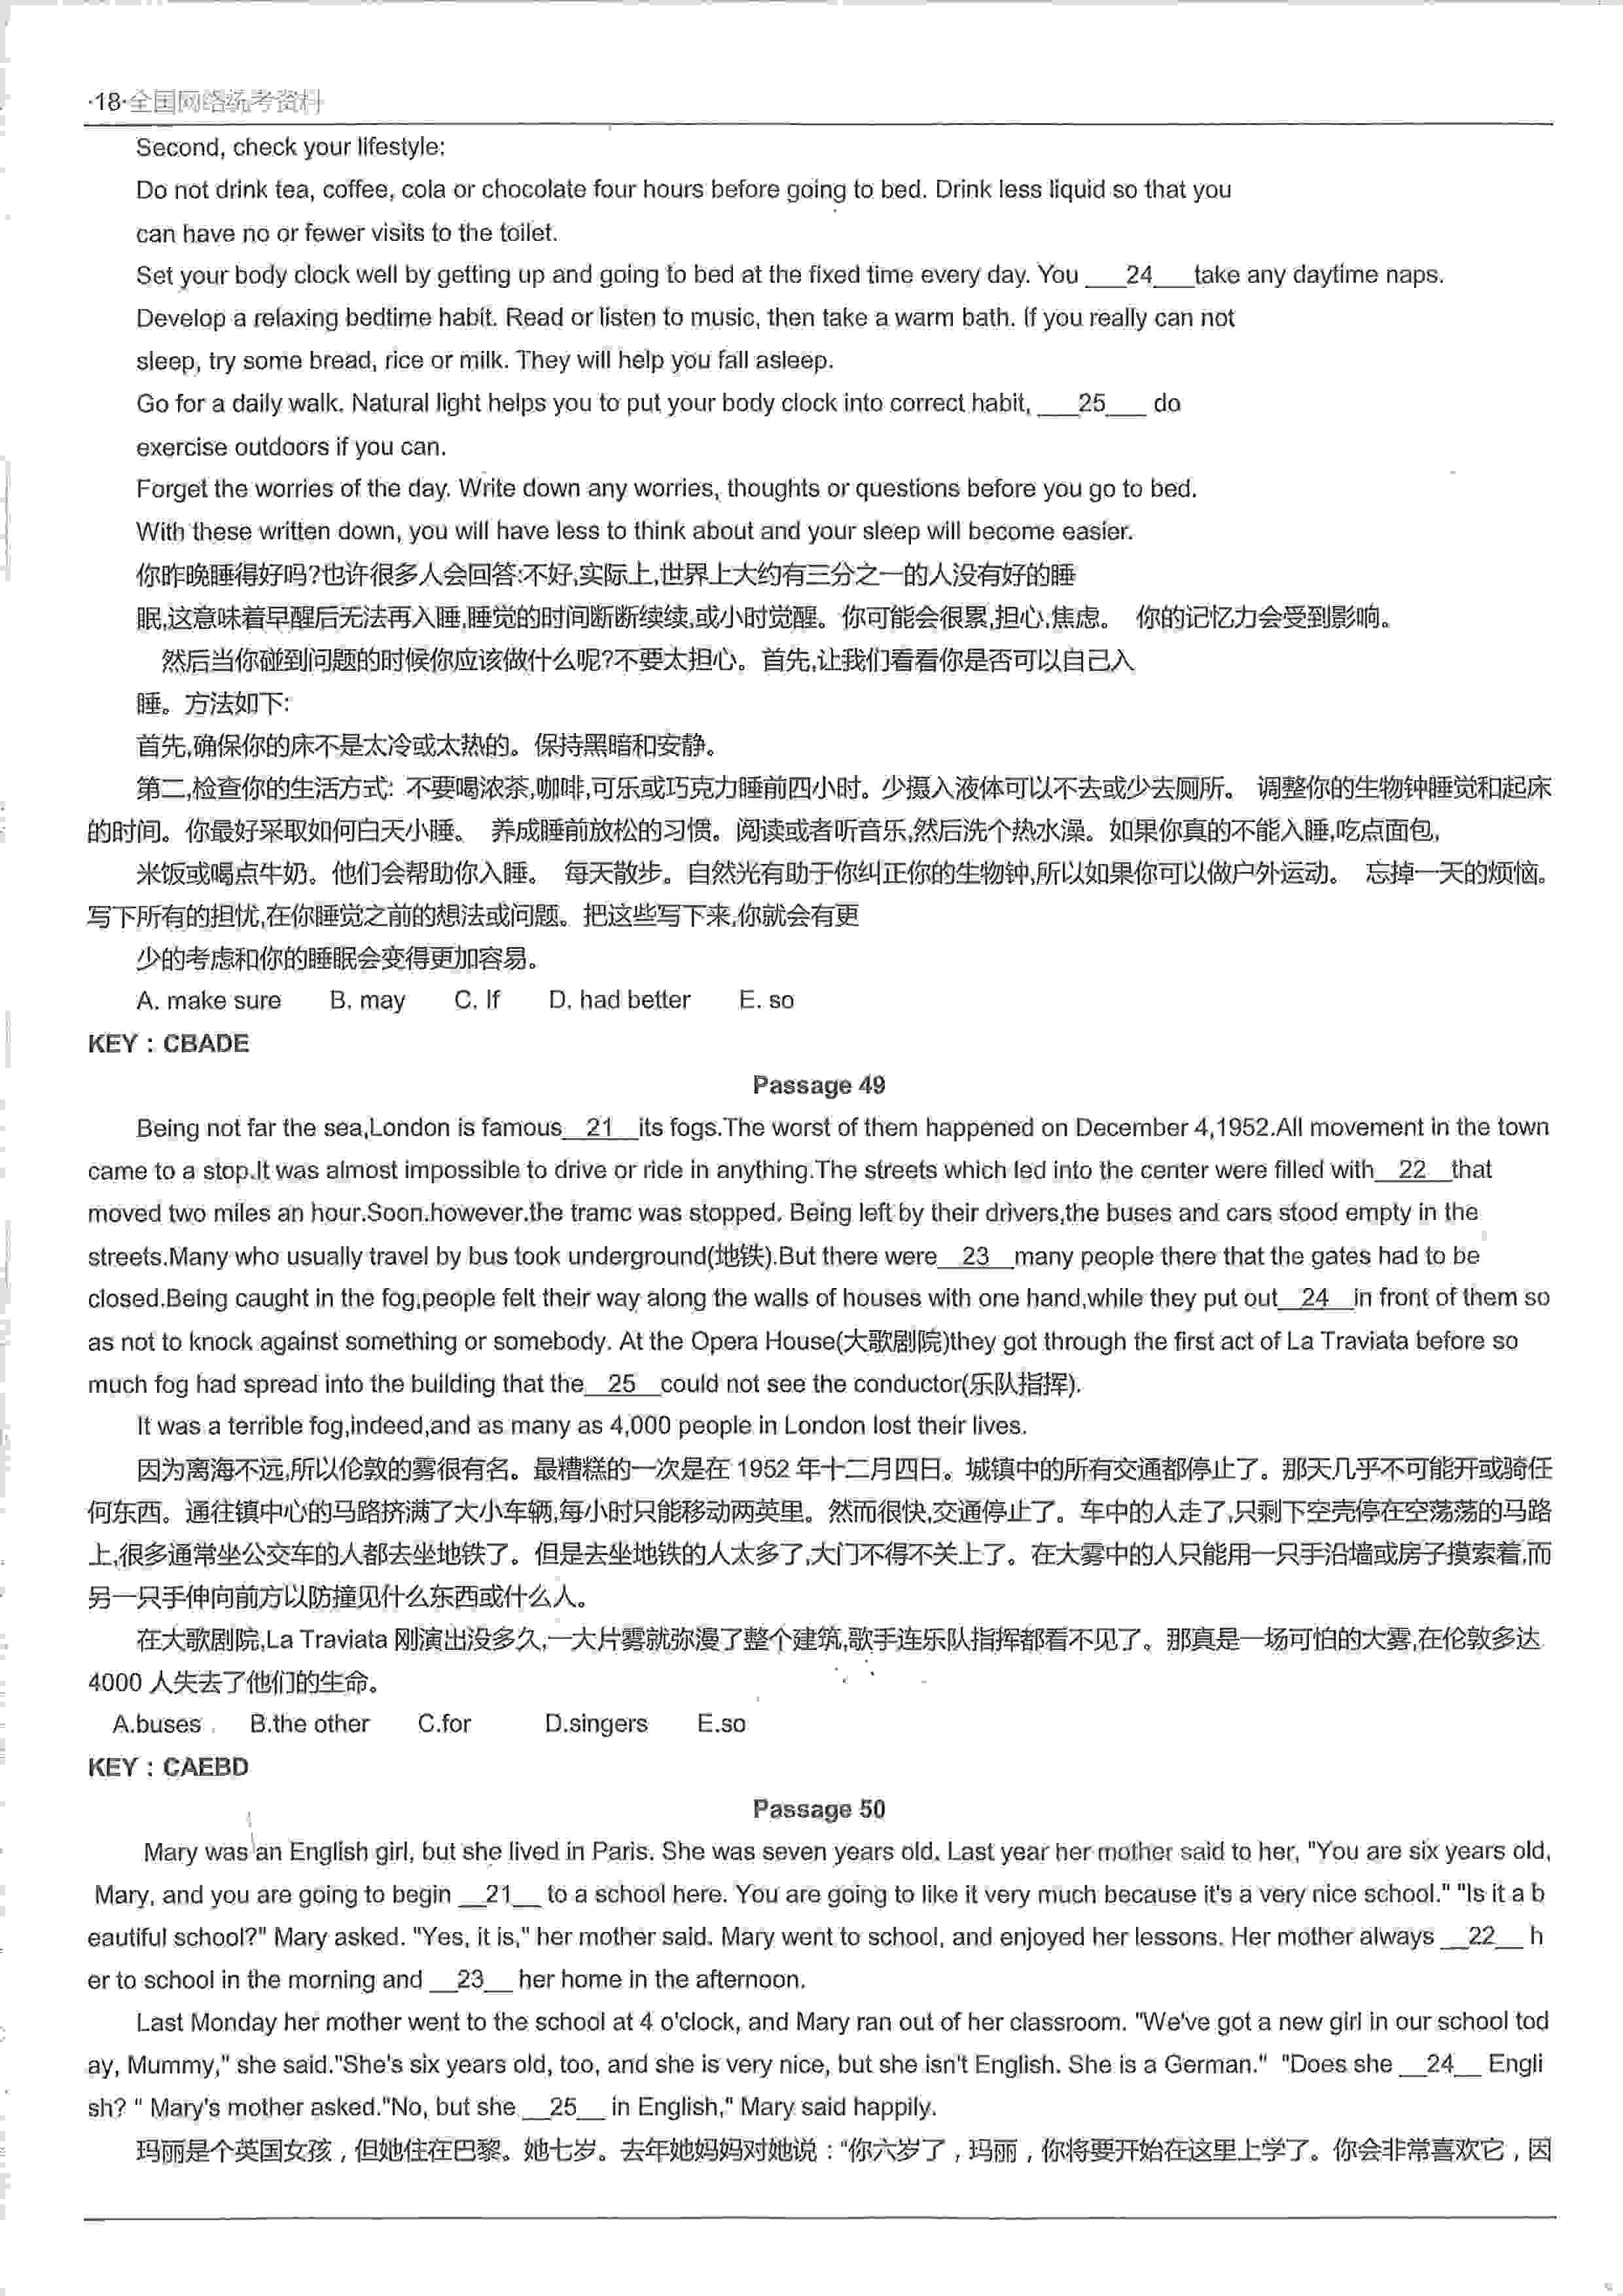 ·18·全国网络统考资料
Second, check your lifestyle:
Do not drink tea, coffee, cola or chocolate four hours before going to bed. Drink less liquid so that you
can have no or fewer visits to the toilet.
Set your body clock well by getting up and going to bed at the fixed time every day. You ___24___take any daytime naps.
Develop a relaxing bedtime habit. Read or listen to music, then take a warm bath. If you really can not
sleep, try some bread, rice or milk. They will help you fall asleep.
Go for a daily walk. Natural light helps you to put your body clock into correct habit, ___25___ do
exercise outdoors if you can.
Forget the worries of the day. Write down any worries, thoughts or questions before you go to bed.
With these written down, you will have less to think about and your sleep will become easier.
你昨晚睡得好吗?也许很多人会回答:不好,实际上,世界上大约有三分之一的人没有好的睡
眠,这意味着早醒后无法再入睡,睡觉的时间断断续续,或小时觉醒。你可能会很累,担心,焦虑。 你的记忆力会受到影响。
然后当你碰到问题的时候你应该做什么呢?不要太担心。首先,让我们看看你是否可以自己入
睡。方法如下:
首先,确保你的床不是太冷或太热的。保持黑暗和安静。
第二,检查你的生活方式: 不要喝浓茶,咖啡,可乐或巧克力睡前四小时。少摄入液体可以不去或少去厕所。 调整你的生物钟睡觉和起床
的时间。你最好采取如何白天小睡。 养成睡前放松的习惯。阅读或者听音乐,然后洗个热水澡。如果你真的不能入睡,吃点面包,
米饭或喝点牛奶。他们会帮助你入睡。 每天散步。自然光有助于你纠正你的生物钟,所以如果你可以做户外运动。 忘掉一天的烦恼。
写下所有的担忧,在你睡觉之前的想法或问题。把这些写下来,你就会有更
少的考虑和你的睡眠会变得更加容易。
A. make sure B. may C. If D. had better E. so
KEY : CBADE
Passage 49
Being not far the sea,London is famous__21__its fogs.The worst of them happened on December 4,1952.All movement in the town
came to a stop.It was almost impossible to drive or ride in anything.The streets which led into the center were filled with__22__that
moved two miles an hour.Soon.however.the tramc was stopped. Being left by their drivers,the buses and cars stood empty in the
streets.Many who usually travel by bus took underground(地铁).But there were__23__many people there that the gates had to be
closed.Being caught in the fog,people felt their way along the walls of houses with one hand,while they put out__24__in front of them so
as not to knock against something or somebody. At the Opera House(大歌剧院)they got through the first act of La Traviata before so
much fog had spread into the building that the__25__could not see the conductor(乐队指挥).
It was a terrible fog,indeed,and as many as 4,000 people in London lost their lives.
因为离海不远,所以伦敦的雾很有名。最糟糕的一次是在 1952 年十二月四日。城镇中的所有交通都停止了。那天几乎不可能开或骑任
何东西。通往镇中心的马路挤满了大小车辆,每小时只能移动两英里。然而很快,交通停止了。车中的人走了,只剩下空壳停在空荡荡的马路
上,很多通常坐公交车的人都去坐地铁了。但是去坐地铁的人太多了,大门不得不关上了。在大雾中的人只能用一只手沿墙或房子摸索着,而
另一只手伸向前方以防撞见什么东西或什么人。
在大歌剧院,La Traviata 刚演出没多久,一大片雾就弥漫了整个建筑,歌手连乐队指挥都看不见了。那真是一场可怕的大雾,在伦敦多达
4000 人失去了他们的生命。
A.buses B.the other C.for D.singers E.so
KEY : CAEBD
Passage 50
Mary was an English girl, but she lived in Paris. She was seven years old. Last year her mother said to her, "You are six years old,
Mary, and you are going to begin __21__ to a school here. You are going to like it very much because it's a very nice school." "Is it a b
eautiful school?" Mary asked. "Yes, it is," her mother said. Mary went to school, and enjoyed her lessons. Her mother always __22__ h
er to school in the morning and __23__ her home in the afternoon.
Last Monday her mother went to the school at 4 o'clock, and Mary ran out of her classroom. "We've got a new girl in our school tod
ay, Mummy," she said."She's six years old, too, and she is very nice, but she isn't English. She is a German." "Does she __24__ Engli
sh? " Mary's mother asked."No, but she __25__ in English," Mary said happily.
玛丽是个英国女孩，但她住在巴黎。她七岁。去年她妈妈对她说："你六岁了，玛丽，你将要开始在这里上学了。你会非常喜欢它，因